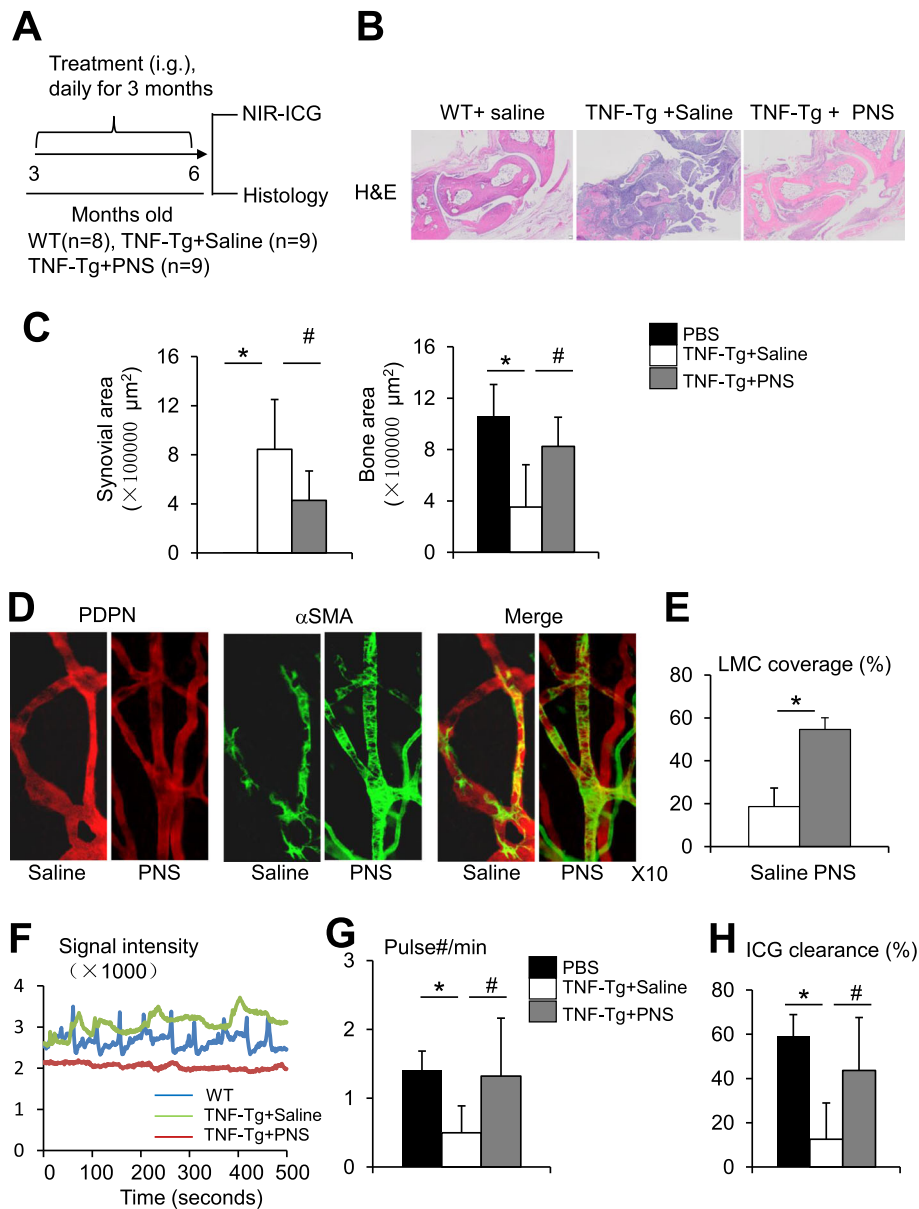 A
Treatment (i.g.),
daily for 3 months
NIR-ICG
3 6
Histology
Months old
WT(n=8), TNF-Tg+Saline (n=9)
TNF-Tg+PNS (n=9)
B
WT+ saline TNF-Tg +Saline TNF-Tg + PNS
H&E
C
Synovial area
(×100000 μm²)
16
12
8
4
0
* #
Bone area
(×100000 μm²)
16
12
8
4
0
* #
PBS
TNF-Tg+Saline
TNF-Tg+PNS
D
PDPN αSMA Merge
Saline PNS Saline PNS Saline PNS X10
E
LMC coverage (%)
80
60
40
20
0
*
Saline PNS
F
Signal intensity
(×1000)
4
3
2
1
0
WT
TNF-Tg+Saline
TNF-Tg+PNS
0 100 200 300 400 500
Time (seconds)
G
Pulse#/min
3
2
1
0
* #
PBS
TNF-Tg+Saline
TNF-Tg+PNS
H
ICG clearance (%)
80
60
40
20
0
* #